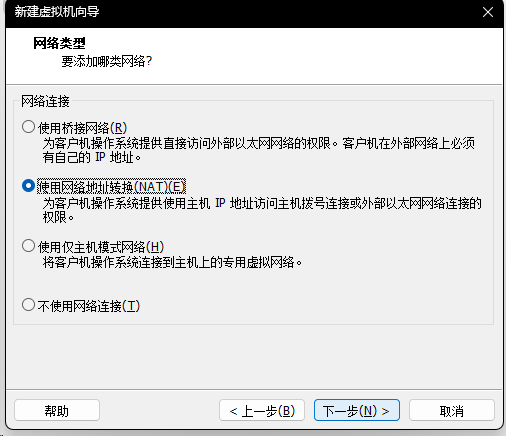 新建虚拟机向导
网络类型
要添加哪类网络?
网络连接
使用桥接网络(R)
为客户机操作系统提供直接访问外部以太网网络的权限。客户机在外部网络上必须
有自己的 IP 地址。
使用网络地址转换(NAT)(E)
为客户机操作系统提供使用主机 IP 地址访问主机拨号连接或外部以太网网络连接的
权限。
使用仅主机模式网络(H)
将客户机操作系统连接到主机上的专用虚拟网络。
不使用网络连接(T)
帮助
< 上一步(B)
下一步(N) >
取消